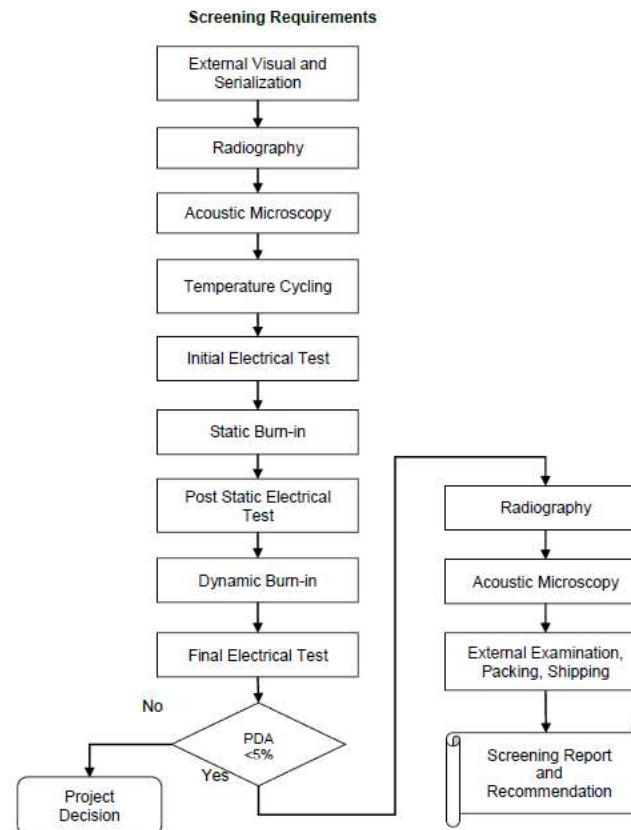 Screening Requirements
External Visual and
Serialization
Radiography
Acoustic Microscopy
Temperature Cycling
Initial Electrical Test
Static Burn-in
Post Static Electrical
Test
Dynamic Burn-in
Final Electrical Test
No
PDA
<5%
Yes
Project
Decision
Radiography
Acoustic Microscopy
External Examination,
Packing, Shipping
Screening Report
and
Recommendation